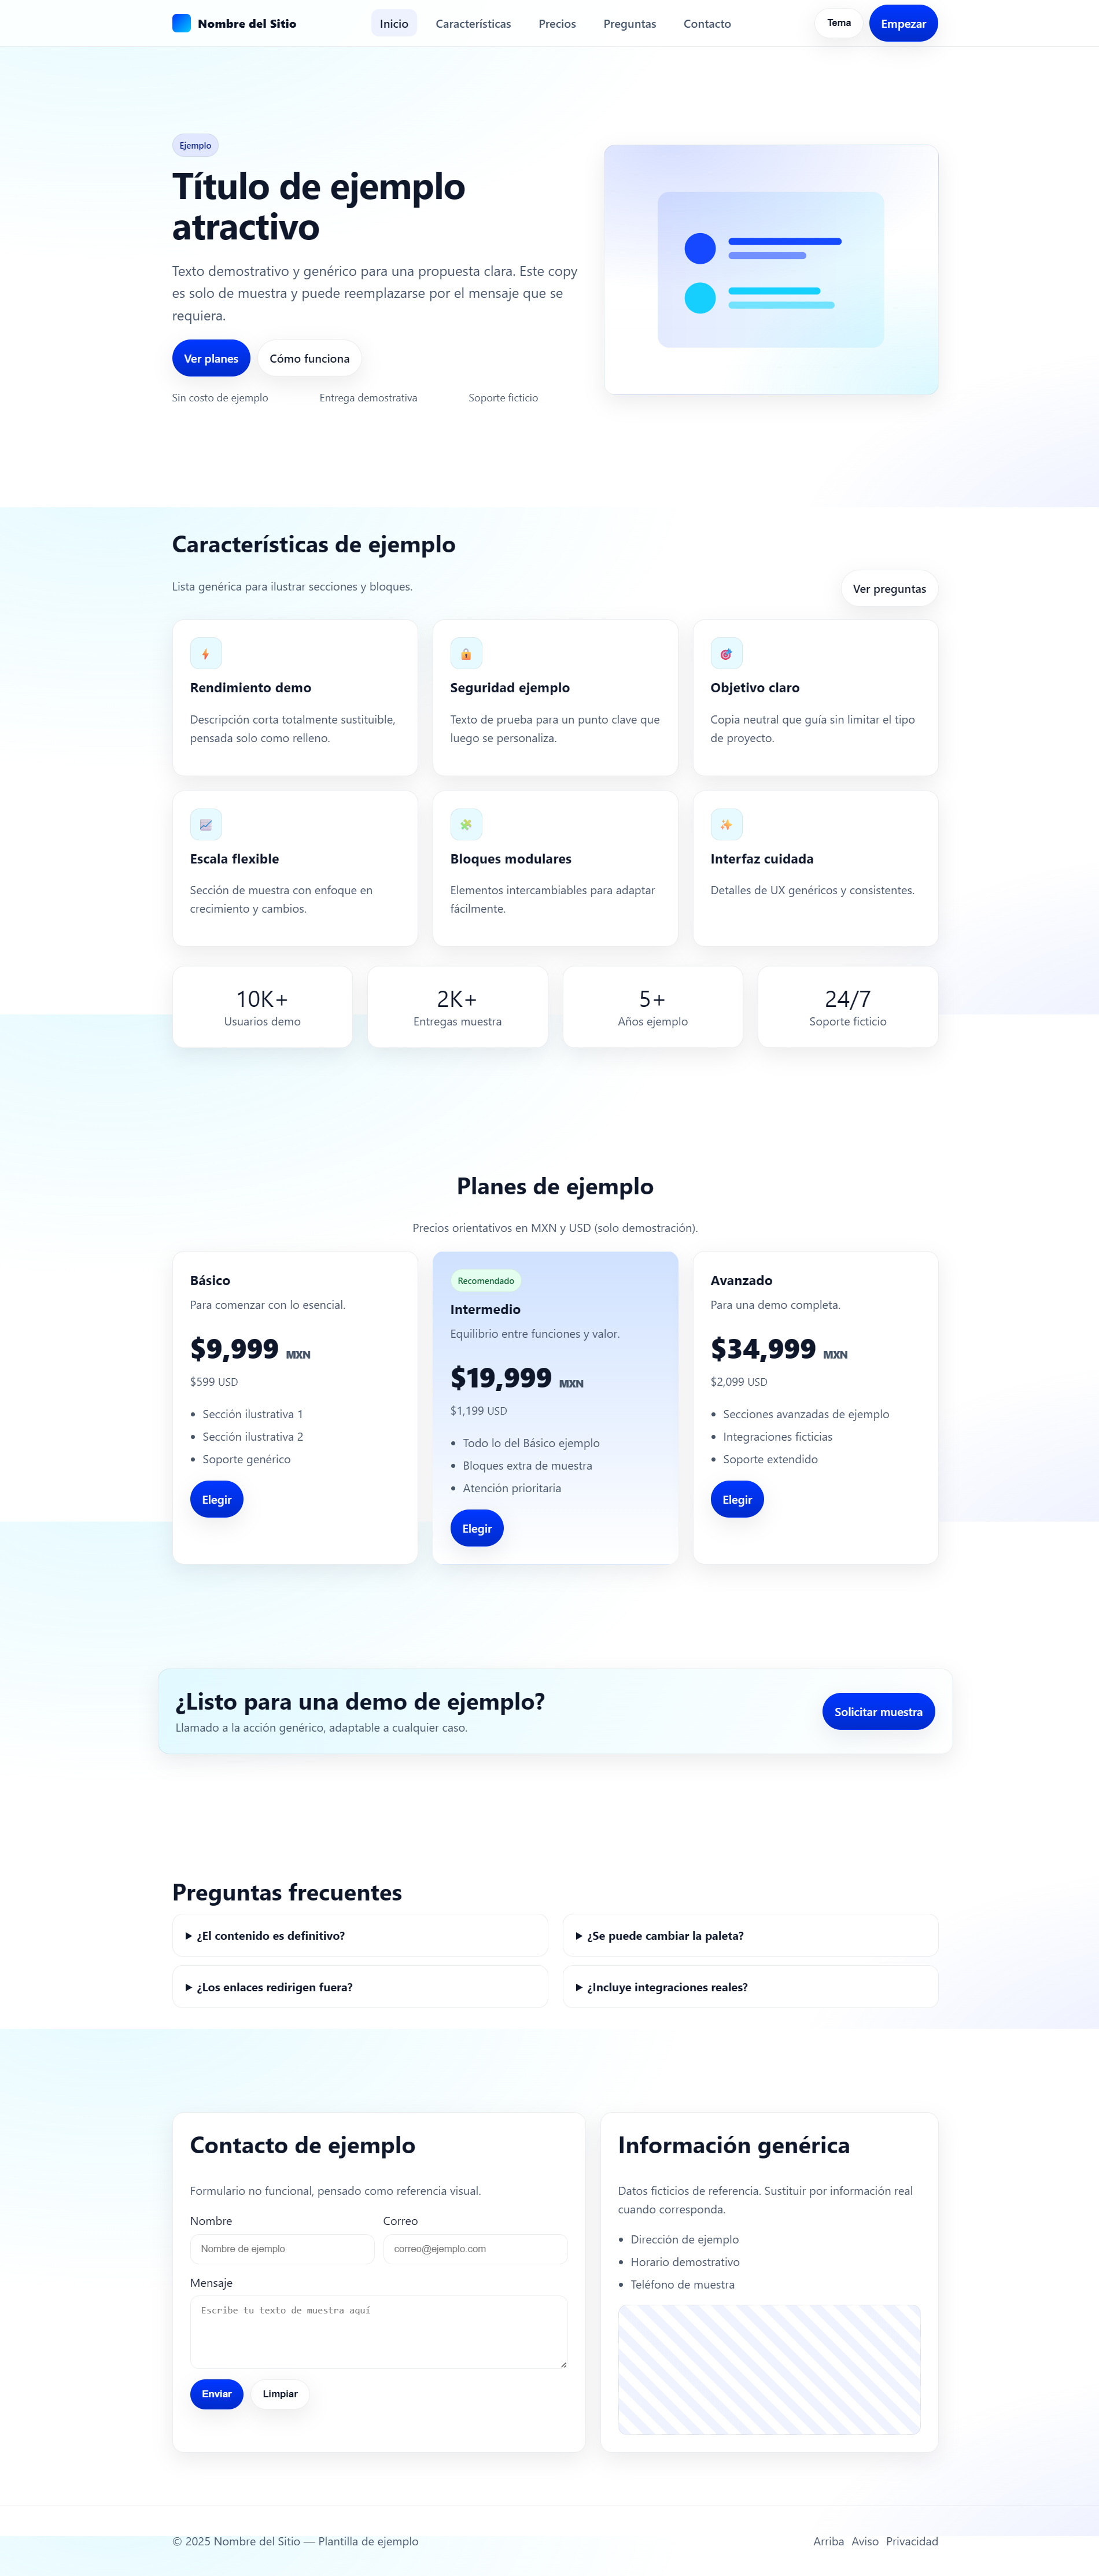 Nombre del Sitio
Inicio
Características
Precios
Preguntas
Contacto
Tema
Empezar
Ejemplo
Título de ejemplo
atractivo
Texto demostrativo y genérico para una propuesta clara. Este copy
es solo de muestra y puede reemplazarse por el mensaje que se
requiera.
Ver planes
Cómo funciona
Sin costo de ejemplo
Entrega demostrativa
Soporte ficticio
Características de ejemplo
Lista genérica para ilustrar secciones y bloques.
Ver preguntas
Rendimiento demo
Descripción corta totalmente sustituible,
pensada solo como relleno.
Seguridad ejemplo
Texto de prueba para un punto clave que
luego se personaliza.
Objetivo claro
Copia neutral que guía sin limitar el tipo
de proyecto.
Escala flexible
Sección de muestra con enfoque en
crecimiento y cambios.
Bloques modulares
Elementos intercambiables para adaptar
fácilmente.
Interfaz cuidada
Detalles de UX genéricos y consistentes.
10K+
Usuarios demo
2K+
Entregas muestra
5+
Años ejemplo
24/7
Soporte ficticio
Planes de ejemplo
Precios orientativos en MXN y USD (solo demostración).
Básico
Para comenzar con lo esencial.
$9,999 MXN
$599 USD
• Sección ilustrativa 1
• Sección ilustrativa 2
• Soporte genérico
Elegir
Recomendado
Intermedio
Equilibrio entre funciones y valor.
$19,999 MXN
$1,199 USD
• Todo lo del Básico ejemplo
• Bloques extra de muestra
• Atención prioritaria
Elegir
Avanzado
Para una demo completa.
$34,999 MXN
$2,099 USD
• Secciones avanzadas de ejemplo
• Integraciones ficticias
• Soporte extendido
Elegir
¿Listo para una demo de ejemplo?
Llamado a la acción genérico, adaptable a cualquier caso.
Solicitar muestra
Preguntas frecuentes
¿El contenido es definitivo?
¿Se puede cambiar la paleta?
¿Los enlaces redirigen fuera?
¿Incluye integraciones reales?
Contacto de ejemplo
Formulario no funcional, pensado como referencia visual.
Nombre
Correo
Nombre de ejemplo
correo@ejemplo.com
Mensaje
Escribe tu texto de muestra aquí
Enviar
Limpiar
Información genérica
Datos ficticios de referencia. Sustituir por información real
cuando corresponda.
• Dirección de ejemplo
• Horario demostrativo
• Teléfono de muestra
© 2025 Nombre del Sitio — Plantilla de ejemplo
Arriba
Aviso
Privacidad